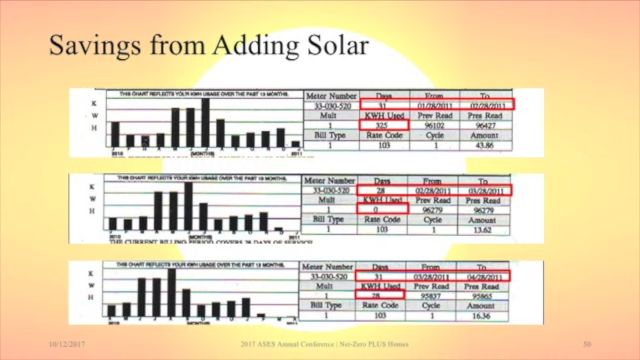 Savings from Adding Solar
THIS CHART REFLECTS YOUR KWH USAGE OVER THE PAST 13 MONTHS.
K
W
H
2010 (MONTHS) 2011
Meter Number Days From To
33-030-520 31 01/28/2011 02/28/2011
Mult KWH Used Prev Read Pres Read
1 325 96102 96427
Bill Type Rate Code Cycle Amount
1 103 1 43.86
THIS CHART REFLECTS YOUR KWH USAGE OVER THE PAST 13 MONTHS.
K
W
H
Meter Number Days From To
33-030-520 28 02/28/2011 03/28/2011
Mult KWH Used Prev Read Pres Read
1 0 96279 96279
Bill Type Rate Code Cycle Amount
1 103 1 13.62
THE CURRENT BILLING PERIOD COVERS 28 DAYS OF SERVICE
THIS CHART REFLECTS YOUR KWH USAGE OVER THE PAST 13 MONTHS.
K
W
H
Meter Number Days From To
33-030-520 31 03/28/2011 04/28/2011
Mult KWH Used Prev Read Pres Read
1 28 95837 95865
Bill Type Rate Code Cycle Amount
1 103 1 16.36
10/12/2017 2017 ASES Annual Conference | Net-Zero PLUS Homes 50